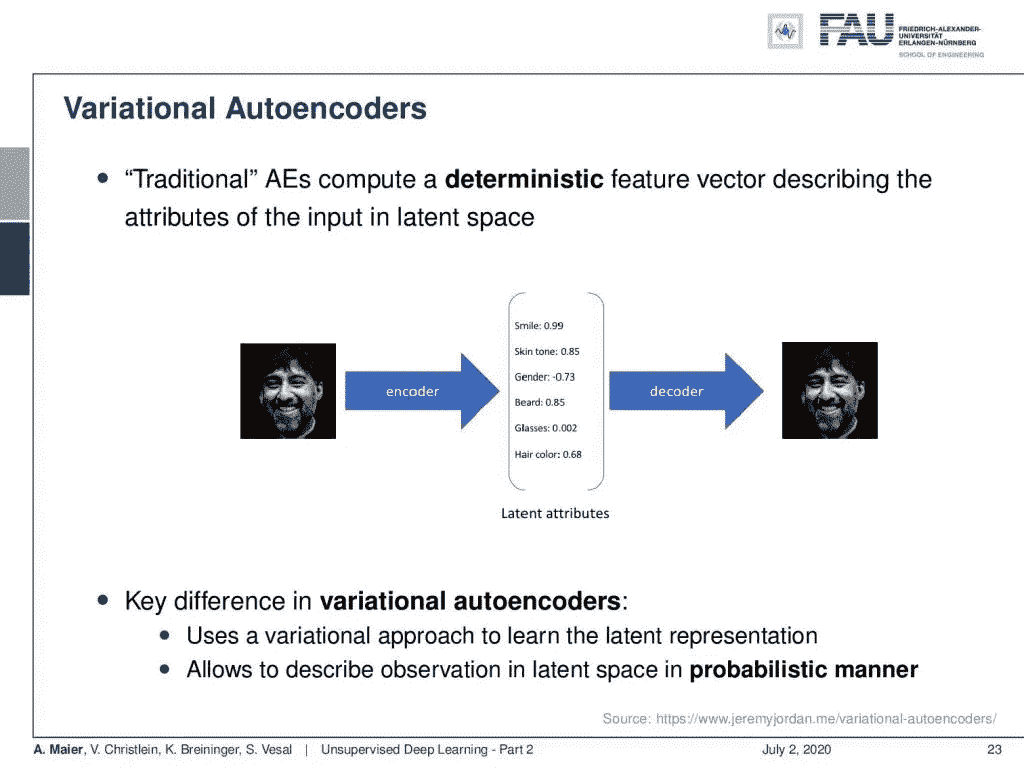 FAU
FRIEDRICH-ALEXANDER-
UNIVERSITÄT
ERLANGEN-NÜRNBERG
SCHOOL OF ENGINEERING
Variational Autoencoders
• “Traditional” AEs compute a deterministic feature vector describing the
attributes of the input in latent space
Smile: 0.99
Skin tone: 0.85
Gender: -0.73
Beard: 0.85
Glasses: 0.002
Hair color: 0.68
encoder
decoder
Latent attributes
• Key difference in variational autoencoders:
• Uses a variational approach to learn the latent representation
• Allows to describe observation in latent space in probabilistic manner
Source: https://www.jeremyjordan.me/variational-autoencoders/
A. Maier, V. Christlein, K. Breininger, S. Vesal | Unsupervised Deep Learning - Part 2 July 2, 2020 23